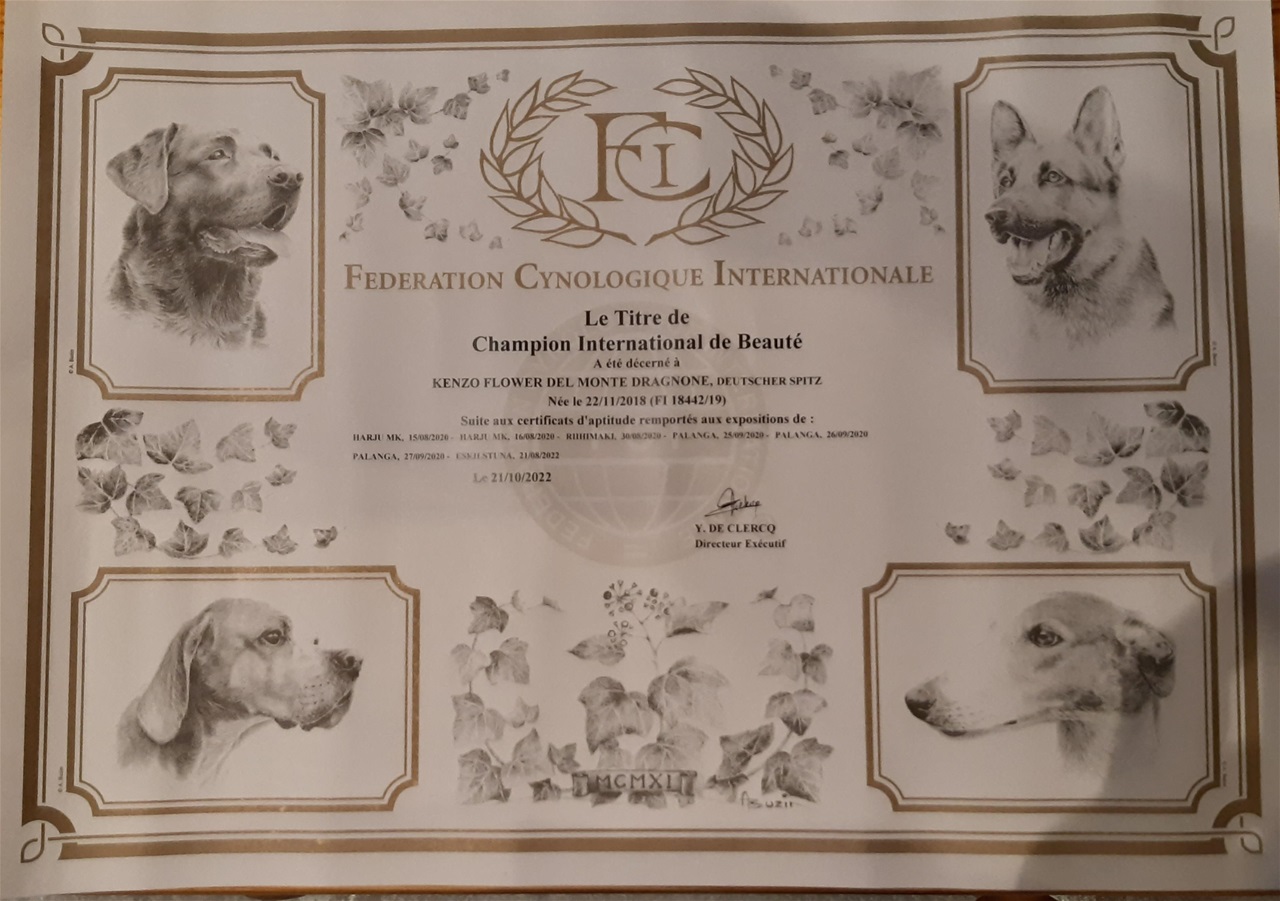 FCI
FEDERATION CYNOLOGIQUE INTERNATIONALE
Le Titre de
Champion International de Beauté
A été décerné à
KENZO FLOWER DEL MONTE DRAGNONE, DEUTSCHER SPITZ
Née le 22/11/2018 (FI 18442/19)
Suite aux certificats d'aptitude remportés aux expositions de :
HARJU MK, 15/08/2020 - HARJU MK, 16/08/2020 - RIIHIMAKI, 30/08/2020 - PALANGA, 25/09/2020 - PALANGA, 26/09/2020
PALANGA, 27/09/2020 - ESKILSTUNA, 21/08/2022
Le 21/10/2022
Y. DE CLERCQ
Directeur Exécutif
MCMXI